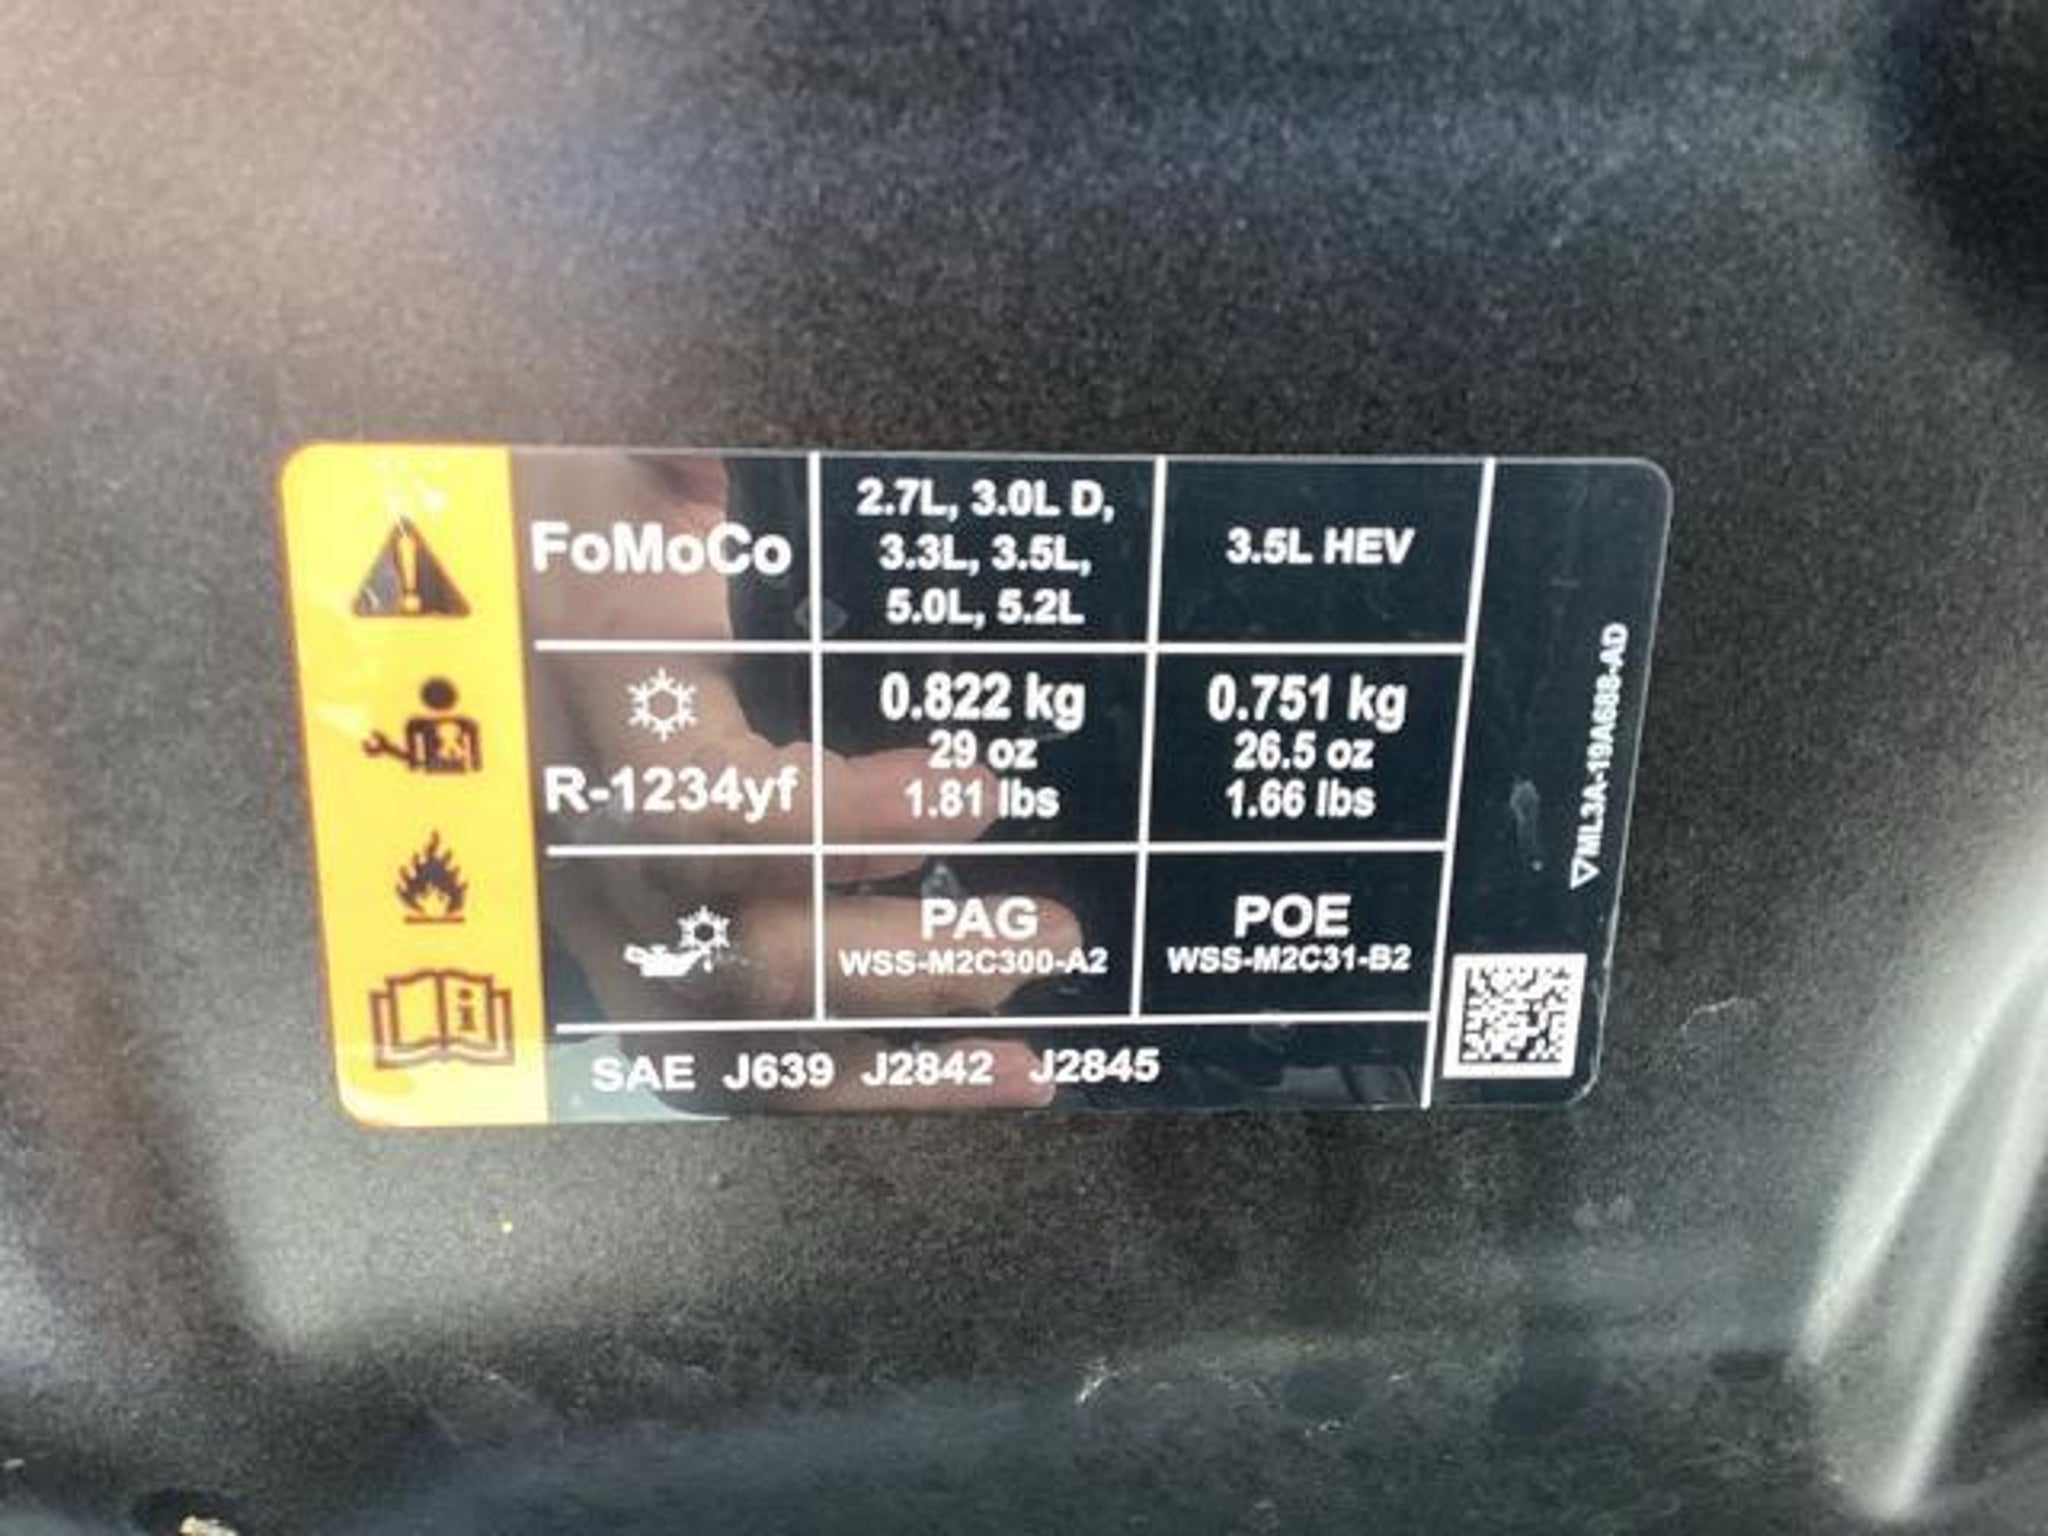 FoMoCo
2.7L, 3.0L D,
3.3L, 3.5L,
5.0L, 5.2L
3.5L HEV
R-1234yf
0.822 kg
29 oz
1.81 lbs
0.751 kg
26.5 oz
1.66 lbs
PAG
WSS-M2C300-A2
POE
WSS-M2C31-B2
SAE J639 J2842 J2845
ML3A-19A688-AD